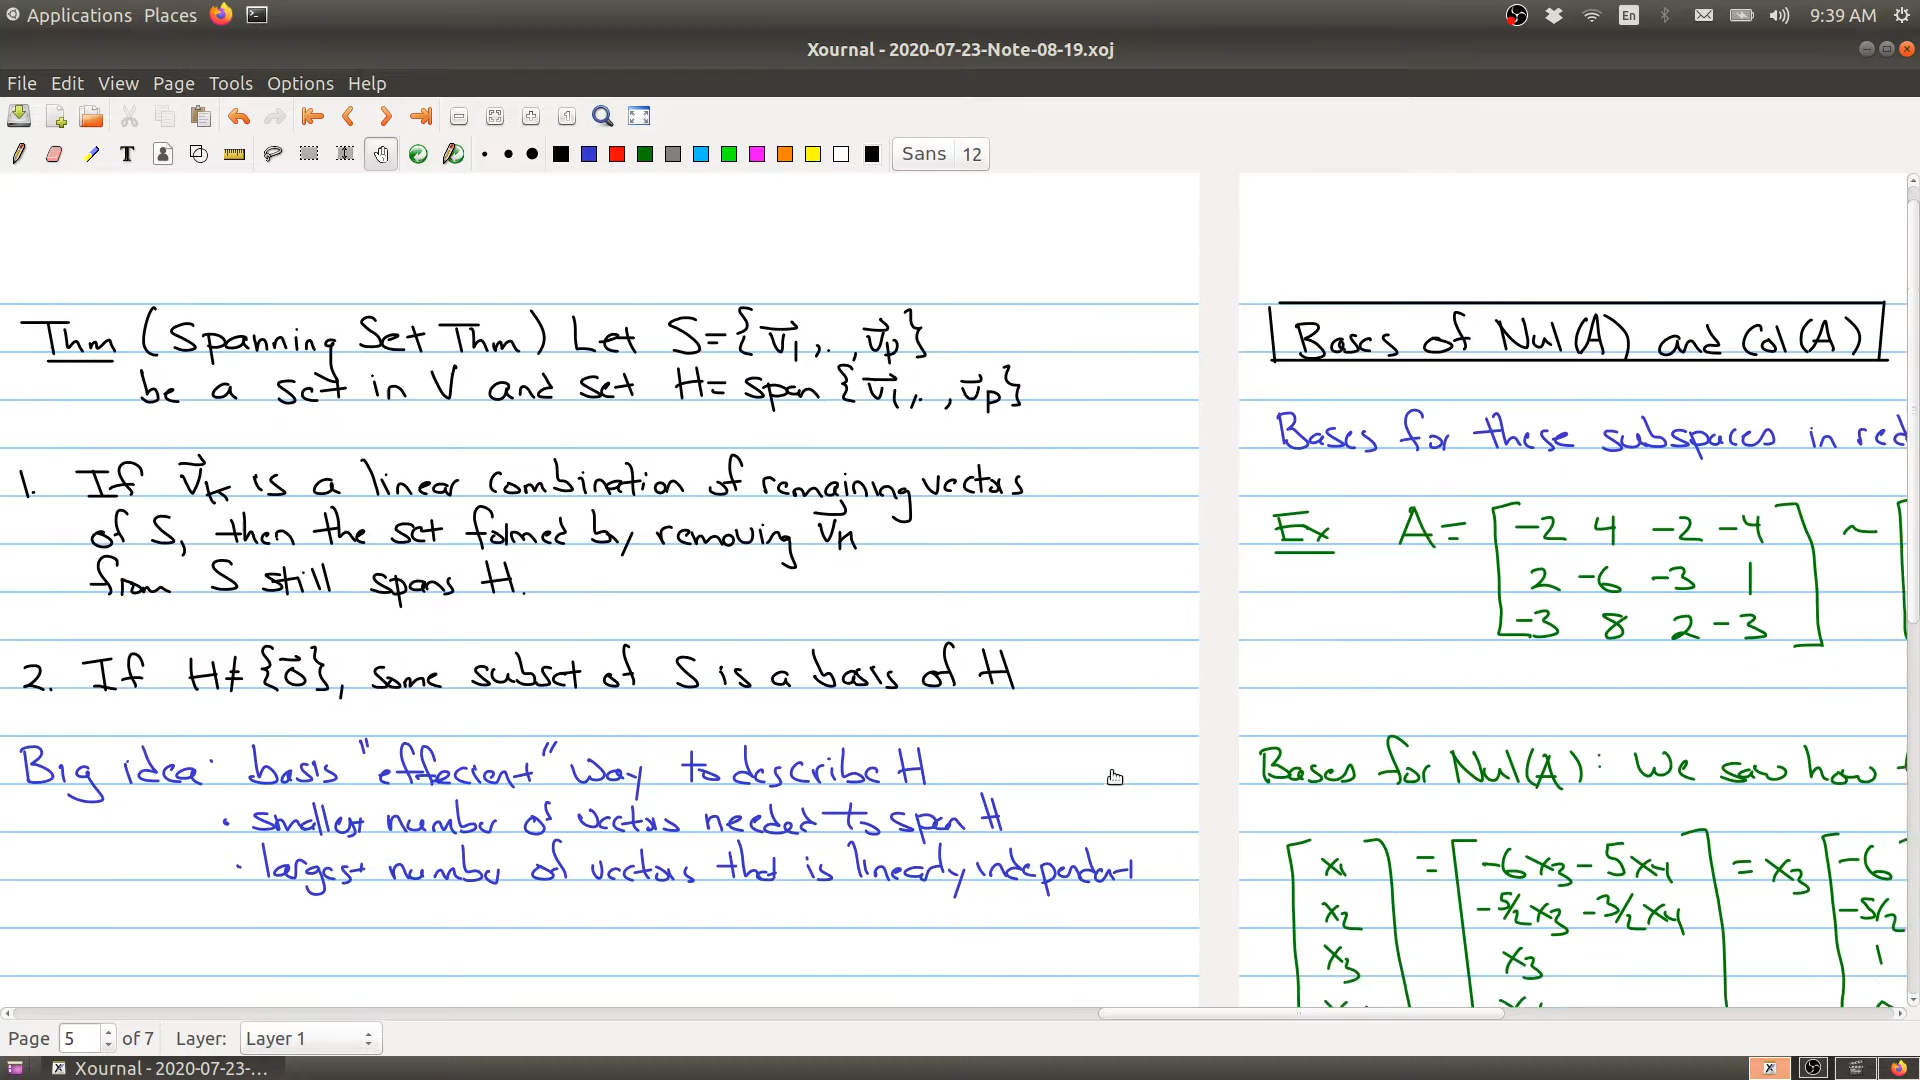 Applications Places
En
9:39 AM
Xournal - 2020-07-23-Note-08-19.xoj
File Edit View Page Tools Options Help
Sans 12
Thm (Spanning Set Thm) Let S={v⃗1,..,v⃗p}
be a set in V and set H= span {v⃗1,..,v⃗p}
1. If v⃗k is a linear combination of remaining vectors
of S, then the set formed by removing v⃗k
from S still spans H.
2. If H≠{0⃗}, some subset of S is a basis of H
Big idea: basis "effecient" way to describe H
• smallest number of vectors needed to span H
• largest number of vectors that is linearly independent
Bases of Nul(A) and Col(A)
Bases for these subspaces in red
Ex A= [-2 4 -2 -4 ~ [
2 -6 -3 1
-3 8 2 -3]
Bases for Nul(A): We saw how
[x1 = [-6x3 - 5x4 = x3 [-6
x2 -5/2x3 - 3/2x4 -5/2
x3 x3 1
Page 5 of 7 Layer: Layer 1
Xournal - 2020-07-23-...